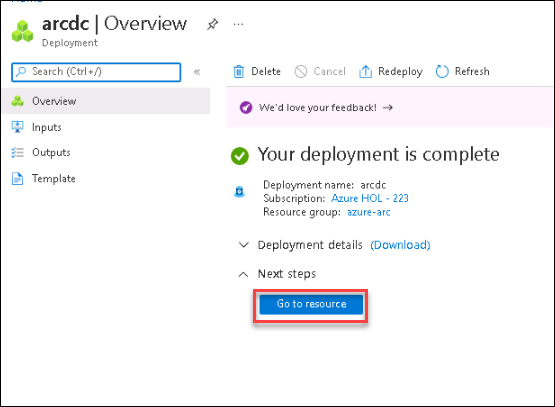 arcdc | Overview
Deployment
Search (Ctrl+/)
Overview
Inputs
Outputs
Template
Delete Cancel Redeploy Refresh
We'd love your feedback! →
Your deployment is complete
Deployment name: arcdc
Subscription: Azure HOL - 223
Resource group: azure-arc
Deployment details (Download)
Next steps
Go to resource